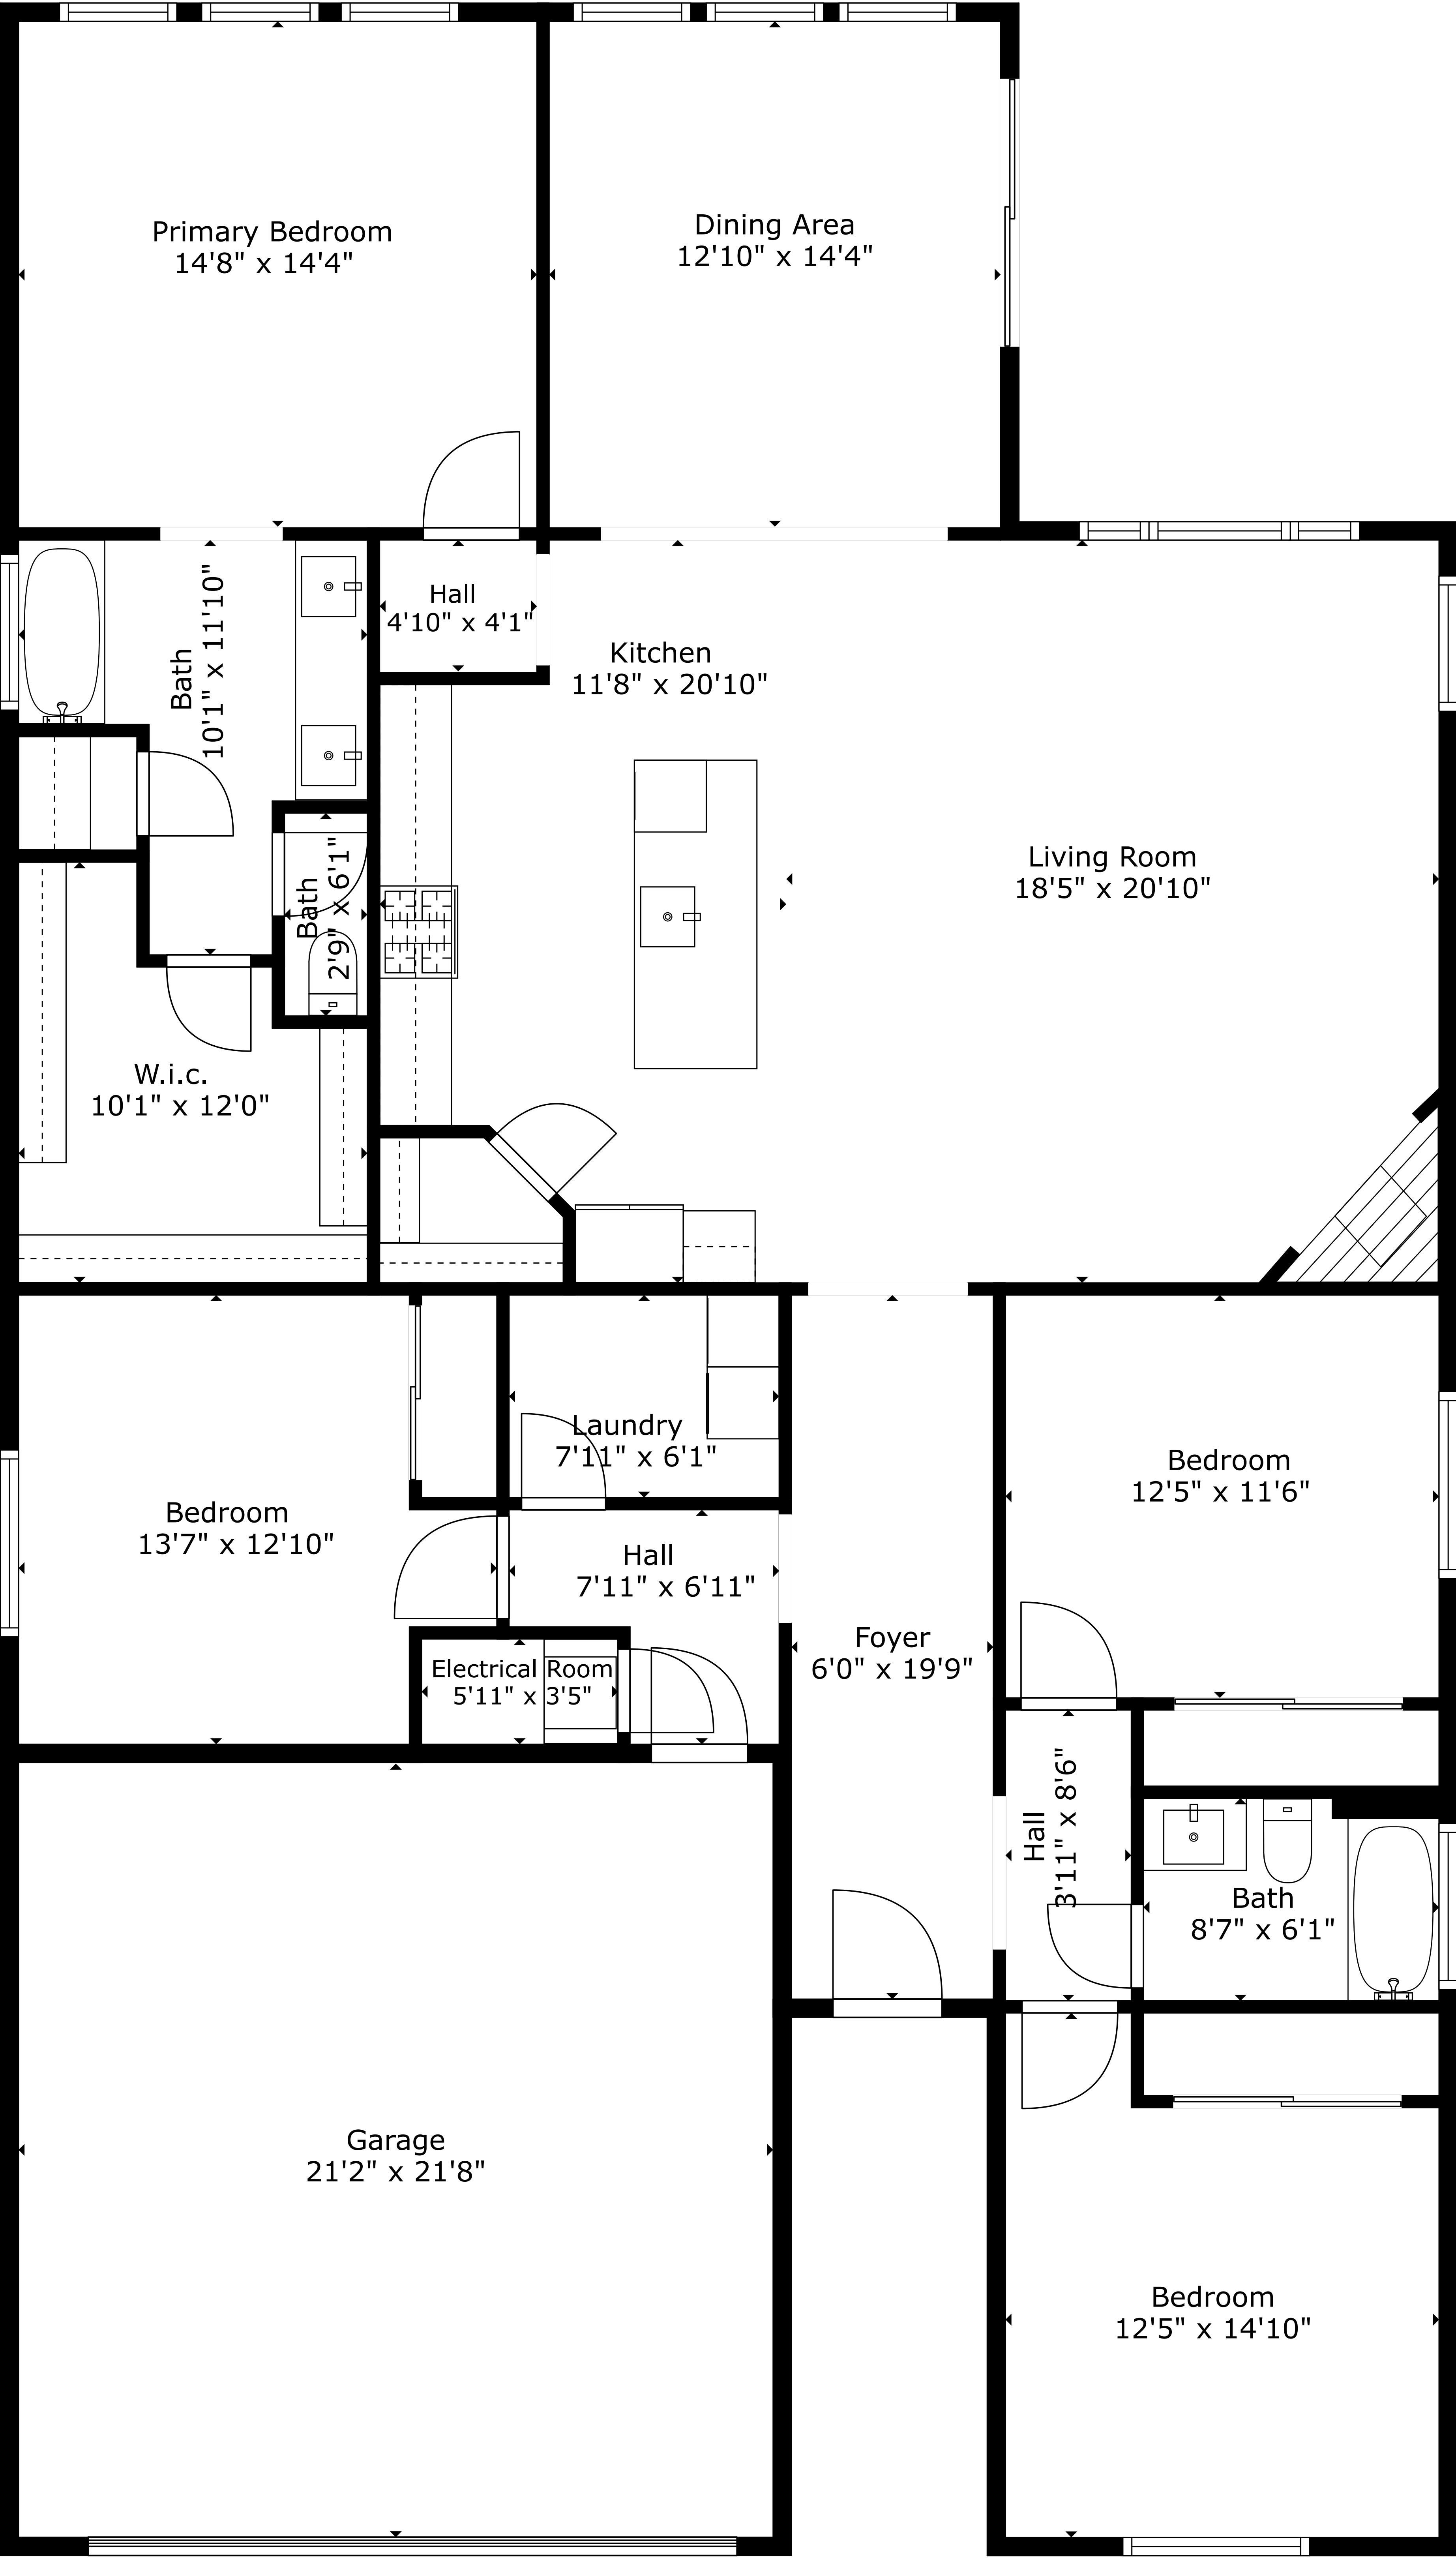 Primary Bedroom
14'8" x 14'4"
Dining Area
12'10" x 14'4"
Bath
10'1" x 11'10"
Hall
4'10" x 4'1"
Kitchen
11'8" x 20'10"
Living Room
18'5" x 20'10"
Bath
2'9" x 6'1"
W.i.c.
10'1" x 12'0"
Laundry
7'11" x 6'1"
Bedroom
12'5" x 11'6"
Bedroom
13'7" x 12'10"
Hall
7'11" x 6'11"
Foyer
6'0" x 19'9"
Electrical Room
5'11" x 3'5"
Hall
3'11" x 8'6"
Bath
8'7" x 6'1"
Garage
21'2" x 21'8"
Bedroom
12'5" x 14'10"